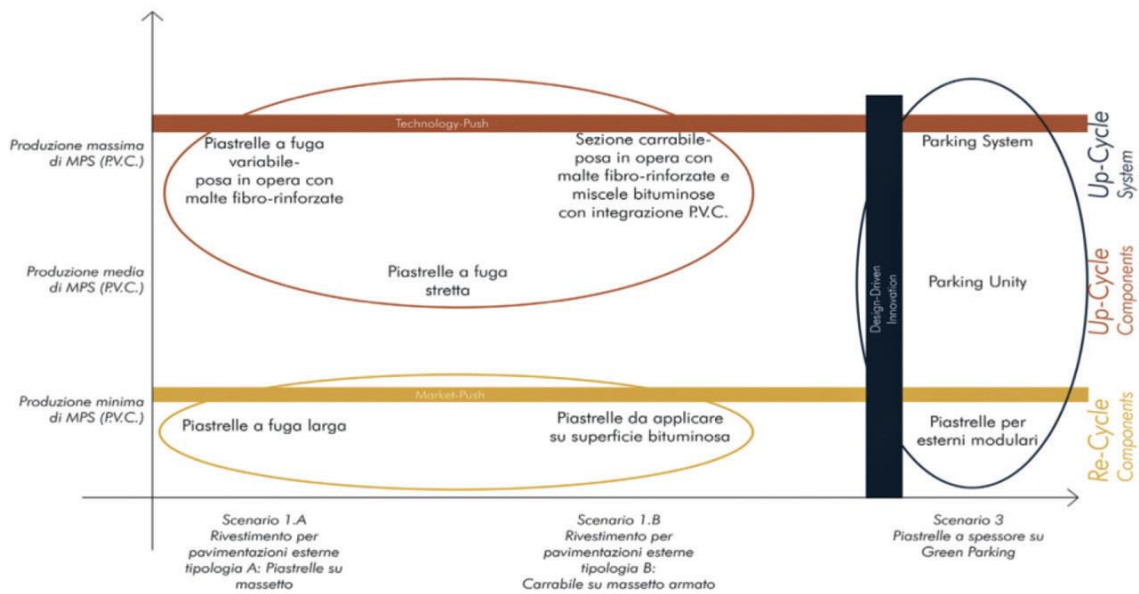 Technology-Push
Produzione massima
di MPS (P.V.C.)
Piastrelle a fuga
variabile-
posa in opera con
malte fibro-rinforzate
Sezione carrabile-
posa in opera con
malte fibro-rinforzate e
miscele bituminose
con integrazione P.V.C.
Parking System
Up-Cycle
System
Produzione media
di MPS (P.V.C.)
Piastrelle a fuga
stretta
Design-Driven
Innovation
Parking Unity
Up-Cycle
Components
Market-Push
Produzione minima
di MPS (P.V.C.)
Piastrelle a fuga larga
Piastrelle da applicare
su superficie bituminosa
Piastrelle per
esterni modulari
Re-Cycle
Components
Scenario 1.A
Rivestimento per
pavimentazioni esterne
tipologia A: Piastrelle su
massetto
Scenario 1.B
Rivestimento per
pavimentazioni esterne
tipologia B:
Carrabile su massetto armato
Scenario 3
Piastrelle a spessore su
Green Parking